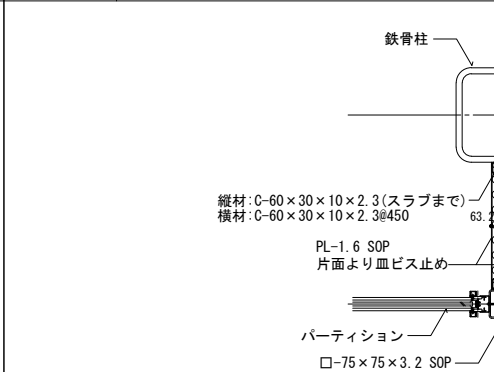 鉄骨柱
縦材:C-60×30×10×2.3(スラブまで)
横材:C-60×30×10×2.3@450
63.2
PL-1.6 SOP
片面より皿ビス止め
パーティション
□-75×75×3.2 SOP